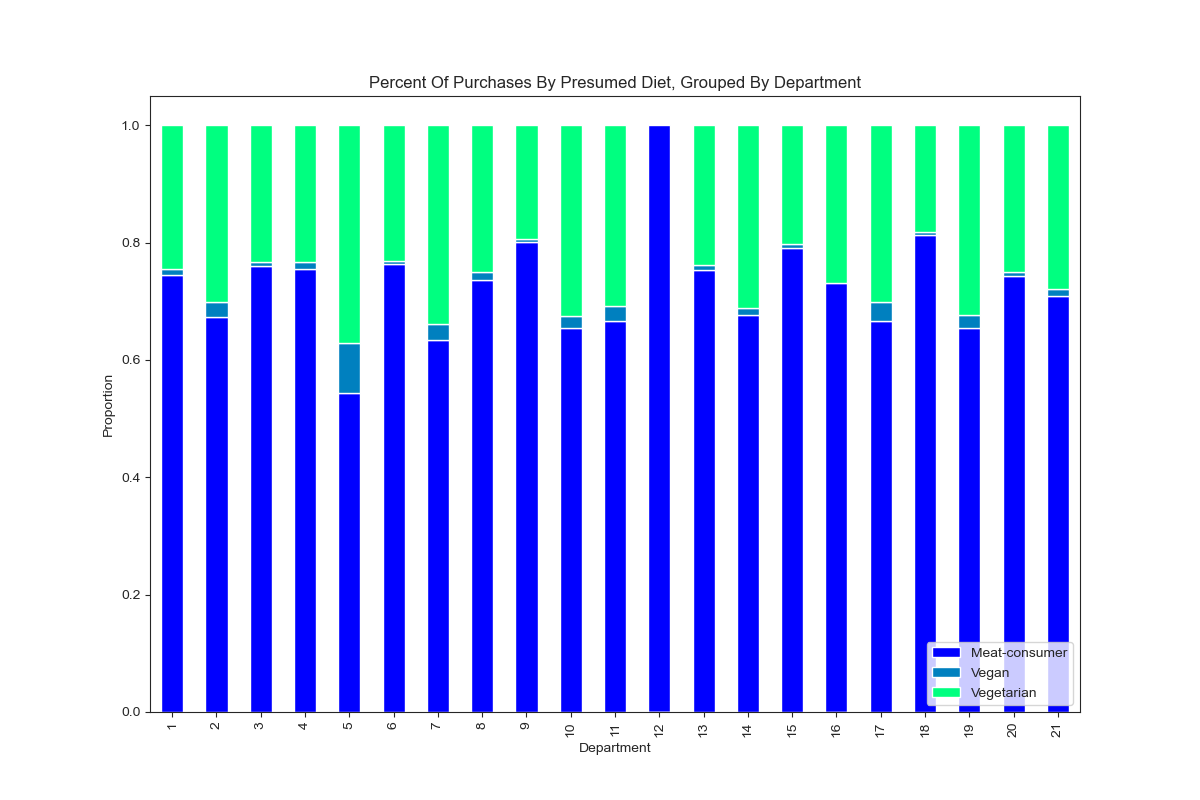 Percent Of Purchases By Presumed Diet, Grouped By Department
1.0
0.8
0.6
0.4
0.2
0.0
Proportion
Meat-consumer
Vegan
Vegetarian
1 2 3 4 5 6 7 8 9 10 11 12 13 14 15 16 17 18 19 20 21
Department